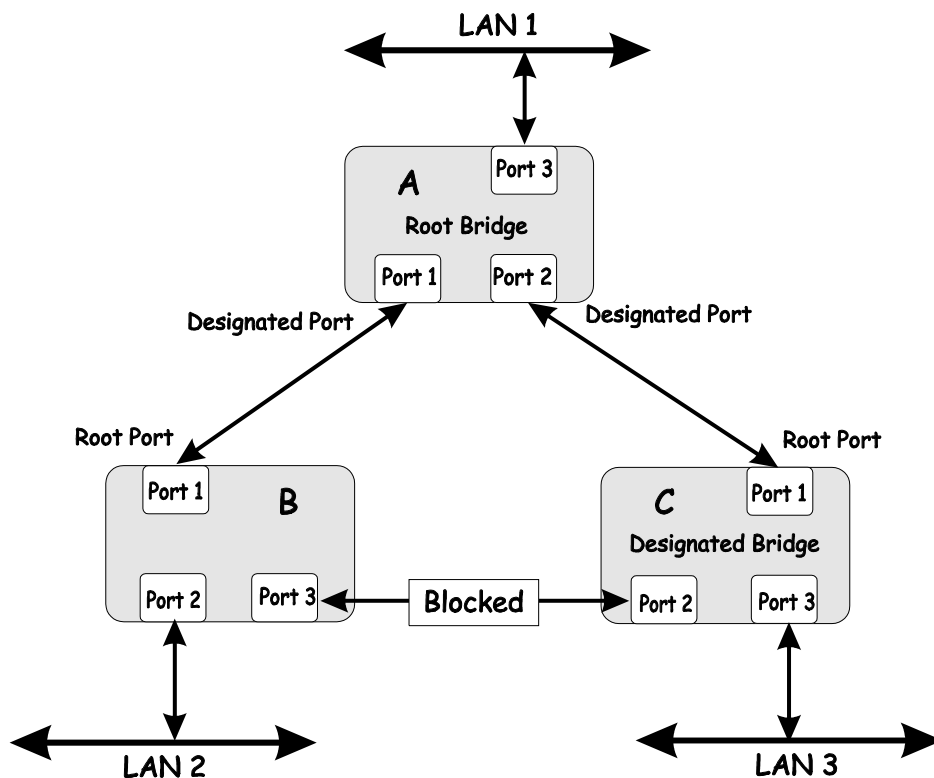 LAN 1
Port 3
A
Root Bridge
Port 1
Port 2
Designated Port
Designated Port
Root Port
Root Port
Port 1
B
C
Port 1
Designated Bridge
Port 2
Port 3
Blocked
Port 2
Port 3
LAN 2
LAN 3